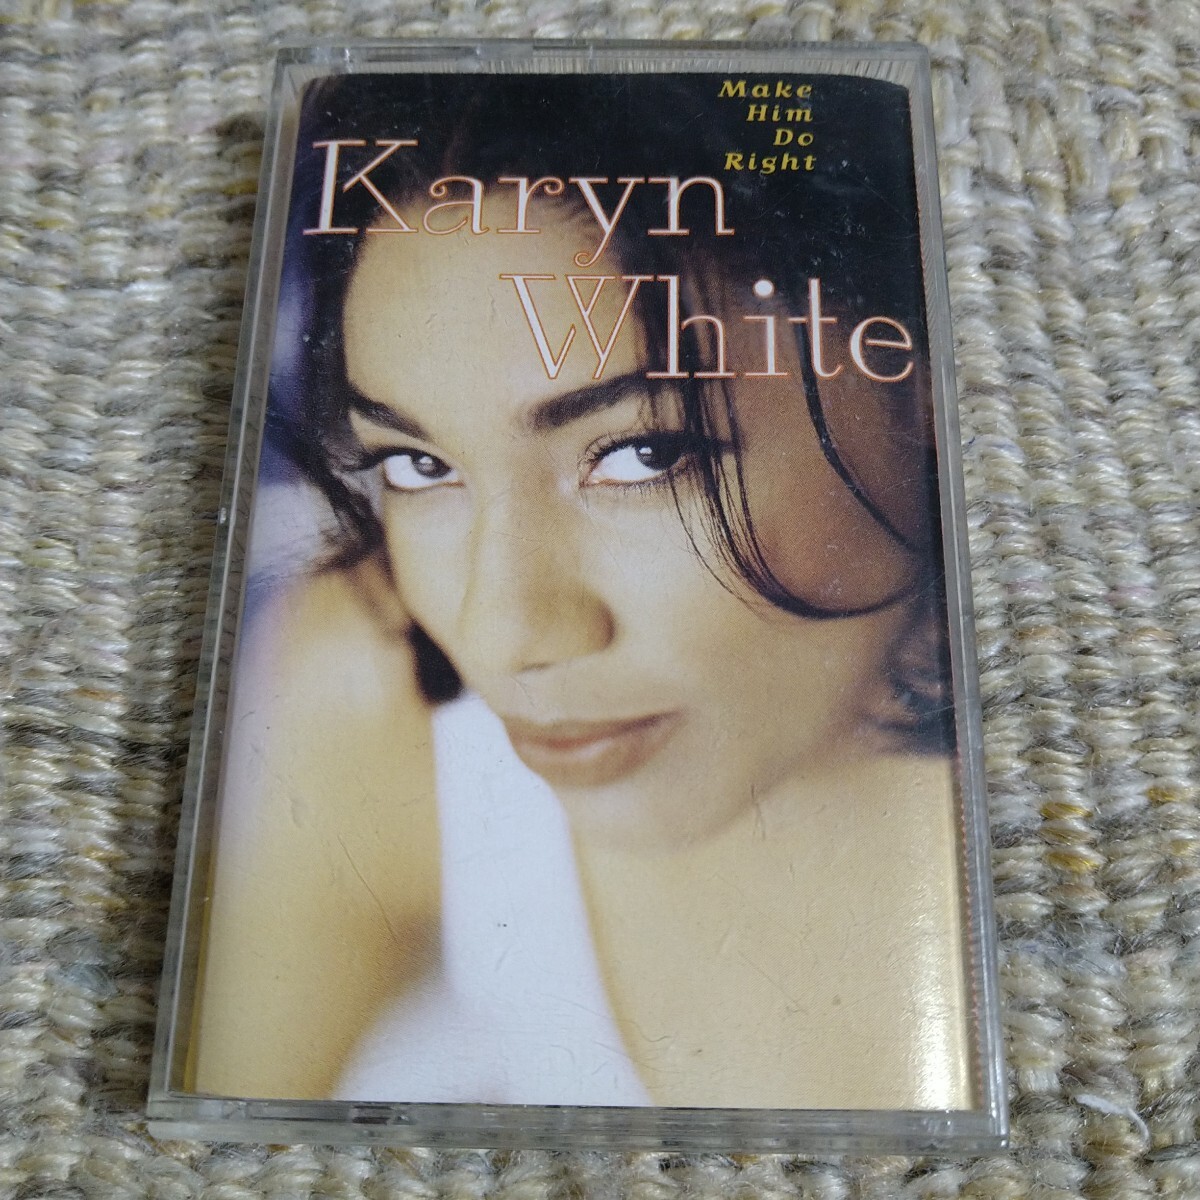 Make
Him
Do
Right
Karyn
White